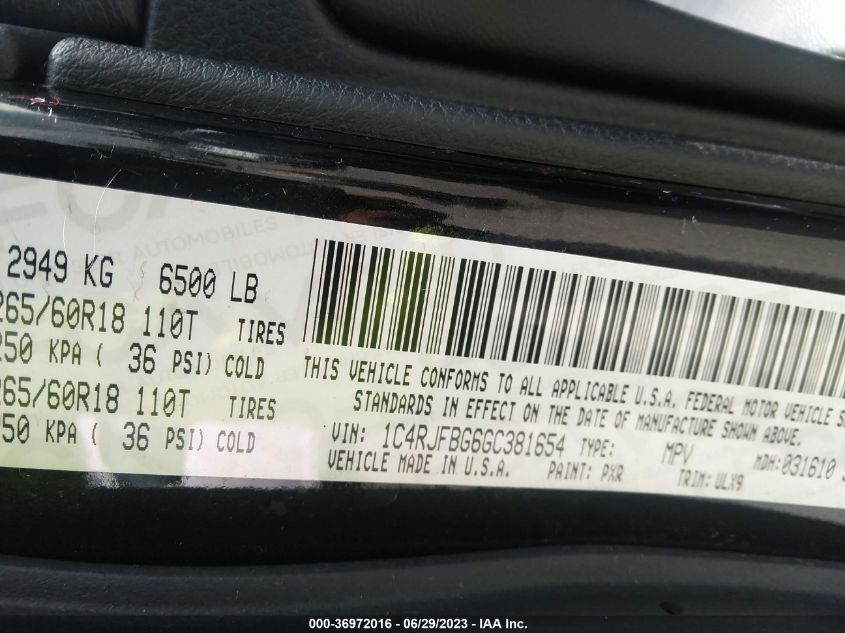 2949 KG 6500 LB
265/60R18 110T TIRES
250 KPA ( 36 PSI) COLD
265/60R18 110T TIRES
250 KPA ( 36 PSI) COLD
THIS VEHICLE CONFORMS TO ALL APPLICABLE U.S.A. FEDERAL MOTOR VEHICLE S
STANDARDS IN EFFECT ON THE DATE OF MANUFACTURE SHOWN ABOVE.
VIN: 1C4RJFBG6GC381654 TYPE: MPV MDH:031610
VEHICLE MADE IN U.S.A. PAINT: PXR TRIM: ULX9
000-36972016 - 06/29/2023 - IAA Inc.